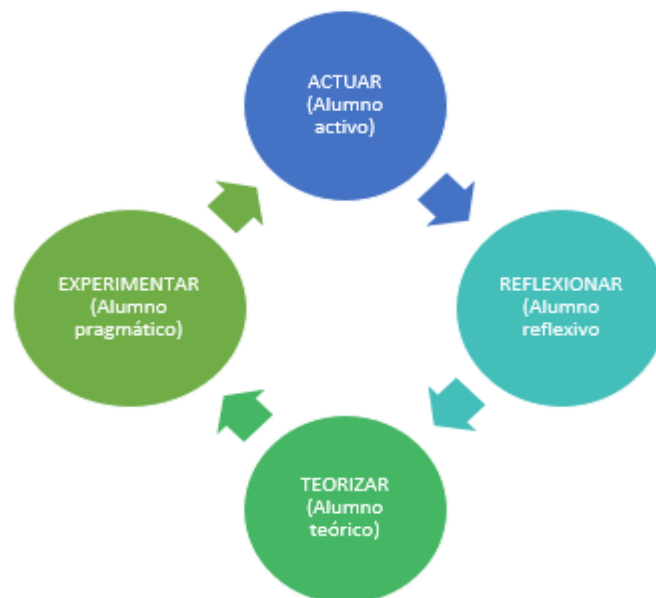 ACTUAR
(Alumno
activo)
REFLEXIONAR
(Alumno
reflexivo
TEORIZAR
(Alumno
teórico)
EXPERIMENTAR
(Alumno
pragmático)